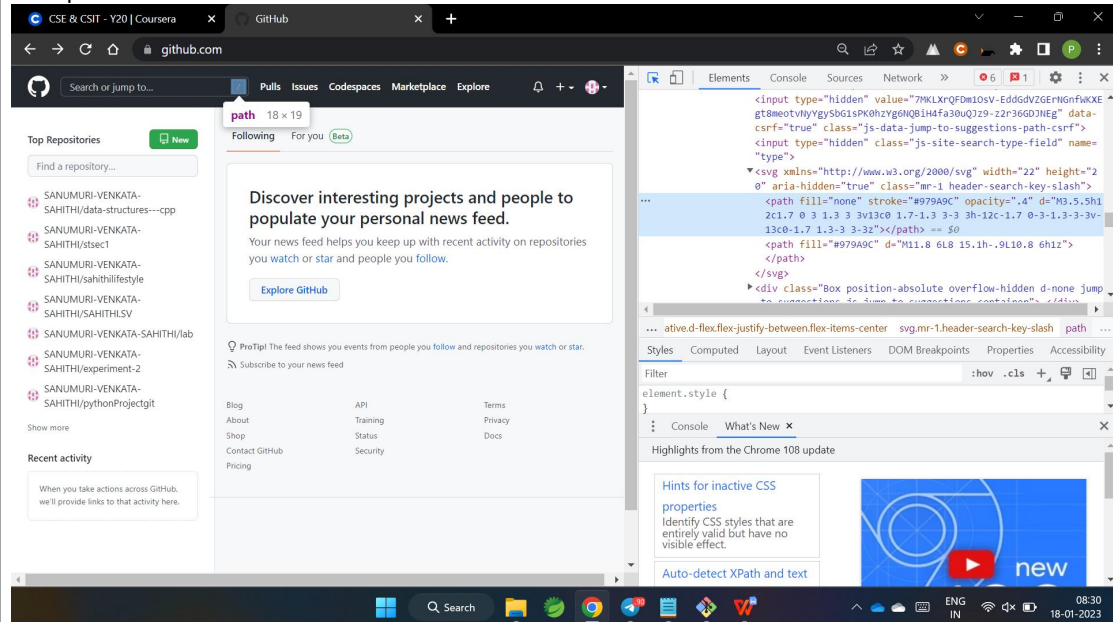 CSE & CSIT - Y20 | Coursera
GitHub
github.com
Search or jump to...
/
Pulls Issues Codespaces Marketplace Explore
path 18 × 19
Top Repositories
New
Find a repository...
SANUMURI-VENKATA-
SAHITHI/data-structures---cpp
SANUMURI-VENKATA-
SAHITHI/stsec1
SANUMURI-VENKATA-
SAHITHI/sahithilifestyle
SANUMURI-VENKATA-
SAHITHI/SAHITHI.SV
SANUMURI-VENKATA-SAHITHI/lab
SANUMURI-VENKATA-
SAHITHI/experiment-2
SANUMURI-VENKATA-
SAHITHI/pythonProjectgit
Show more
Recent activity
When you take actions across GitHub,
we'll provide links to that activity here.
Following For you Beta
Discover interesting projects and people to
populate your personal news feed.
Your news feed helps you keep up with recent activity on repositories
you watch or star and people you follow.
Explore GitHub
ProTip! The feed shows you events from people you follow and repositories you watch or star.
Subscribe to your news feed
Blog API Terms
About Training Privacy
Shop Status Docs
Contact GitHub Security
Pricing
Elements Console Sources Network » 6 1
<input type="hidden" value="7MKLXrQFDm1OsV-EddGdVZGErNGnfWKXE
gt8meotvNyYgySbG1sPK0hzYg6NQBiH4fa30uQJz9-z2r36GDJNEg" data-
csrf="true" class="js-data-jump-to-suggestions-path-csrf">
<input type="hidden" class="js-site-search-type-field" name=
"type">
<svg xmlns="http://www.w3.org/2000/svg" width="22" height="2
0" aria-hidden="true" class="mr-1 header-search-key-slash">
<path fill="none" stroke="#979A9C" opacity=".4" d="M3.5.5h1
2c1.7 0 3 1.3 3 3v13c0 1.7-1.3 3-3 3h-12c-1.7 0-3-1.3-3-3v-
13c0-1.7 1.3-3 3-3z"></path> == $0
<path fill="#979A9C" d="M11.8 6L8 15.1h-.9L10.8 6h1z">
</path>
</svg>
<div class="Box position-absolute overflow-hidden d-none jump
-to-suggestions js-jump-to-suggestions-container"> </div>
... ative.d-flex.flex-justify-between.flex-items-center svg.mr-1.header-search-key-slash path ...
Styles Computed Layout Event Listeners DOM Breakpoints Properties Accessibility
Filter :hov .cls +
element.style {
}
Console What's New ×
Highlights from the Chrome 108 update
Hints for inactive CSS
properties
Identify CSS styles that are
entirely valid but have no
visible effect.
Auto-detect XPath and text
new
Search
90
ENG
IN
08:30
18-01-2023